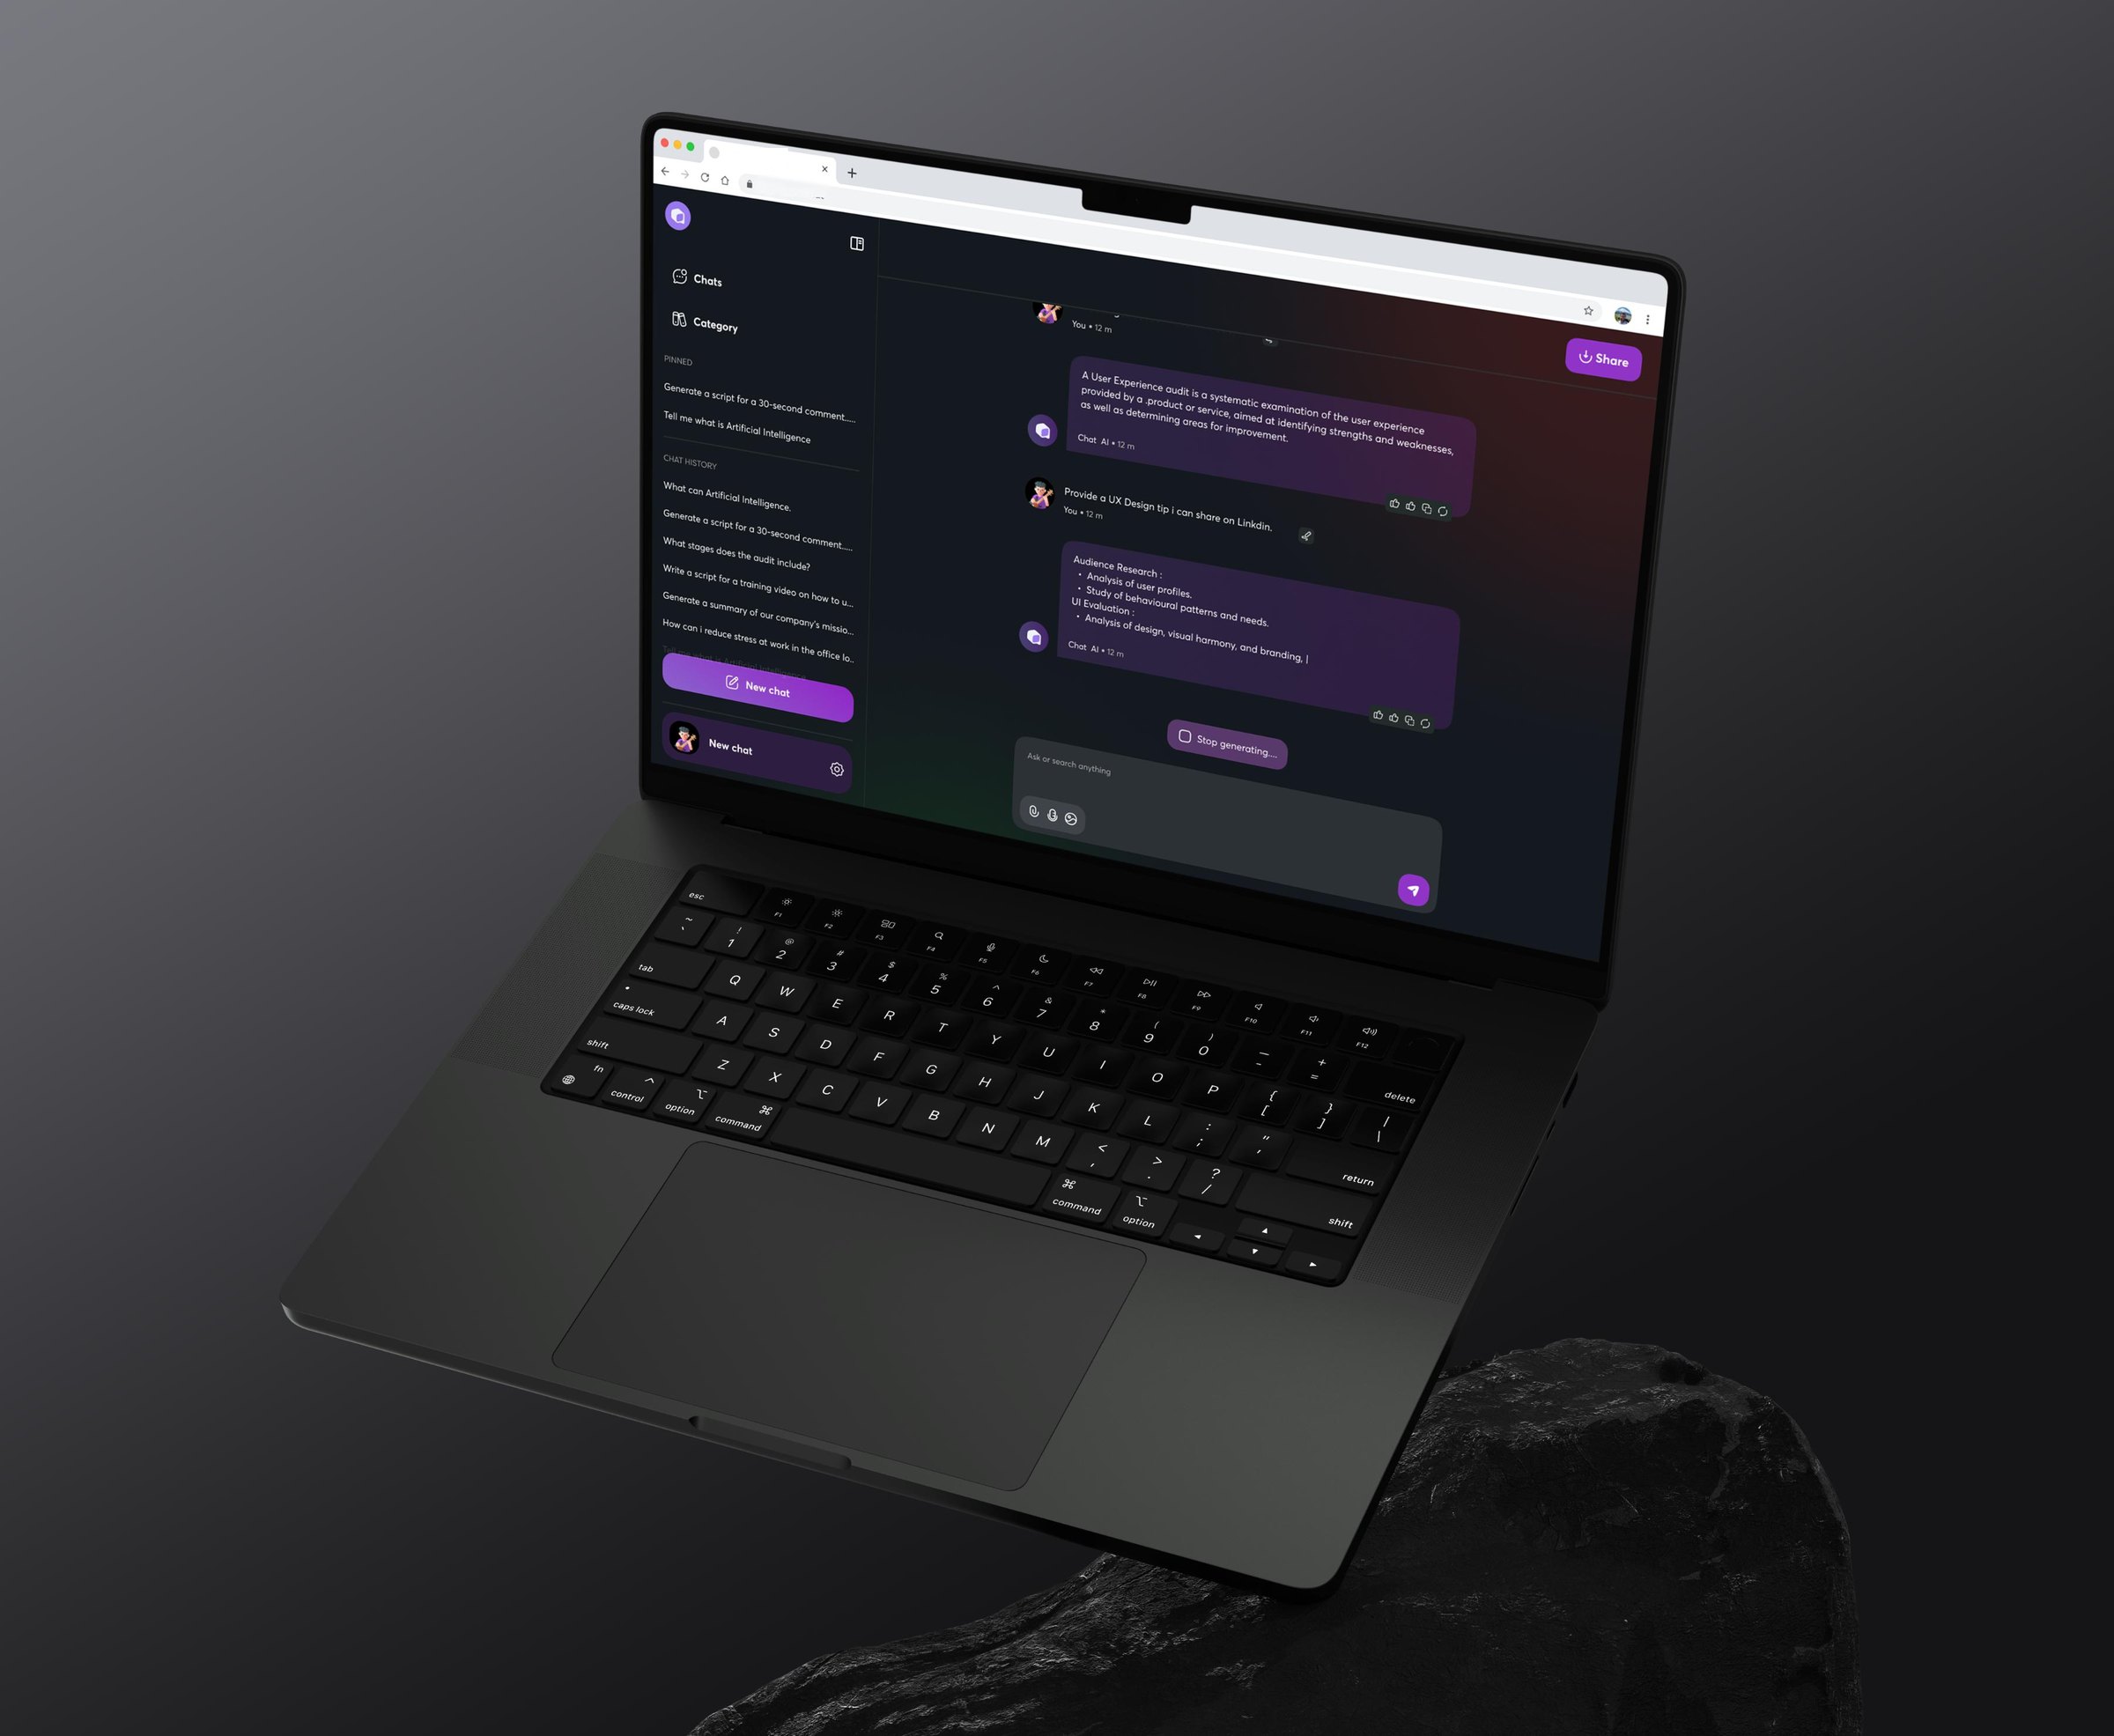 Chats
Category
PINNED
Generate a script for a 30-second comment.....
Tell me what is Artificial Intelligence
CHAT HISTORY
What can Artificial Intelligence.
Generate a script for a 30-second comment.....
What stages does the audit include?
Write a script for a training video on how to u...
Generate a summary of our company's missio...
How can i reduce stress at work in the office lo..
Tell me what is Artificial Intelligence
New chat
New chat
Share
You • 12 m
A User Experience audit is a systematic examination of the user experience
provided by a .product or service, aimed at identifying strengths and weaknesses,
as well as determining areas for improvement.
Chat AI • 12 m
Provide a UX Design tip i can share on Linkdin.
You • 12 m
Audience Research :
• Analysis of user profiles.
• Study of behavioural patterns and needs.
UI Evaluation :
• Analysis of design, visual harmony, and branding, |
Chat AI • 12 m
Stop generating....
Ask or search anything
esc F1 F2 F3 F4 F5 F6 F7 F8 F9 F10 F11 F12
~ ! @ # $ % ^ & * ( ) — +
` 1 2 3 4 5 6 7 8 9 0 - = delete
tab Q W E R T Y U I O P { } |
[ ] \
caps lock A S D F G H J K L : " return
; '
shift Z X C V B N M < > ? shift
, . /
fn control ^ option ⌥ command ⌘ ⌘ command ⌥ option ◄ ▲ ▼ ►